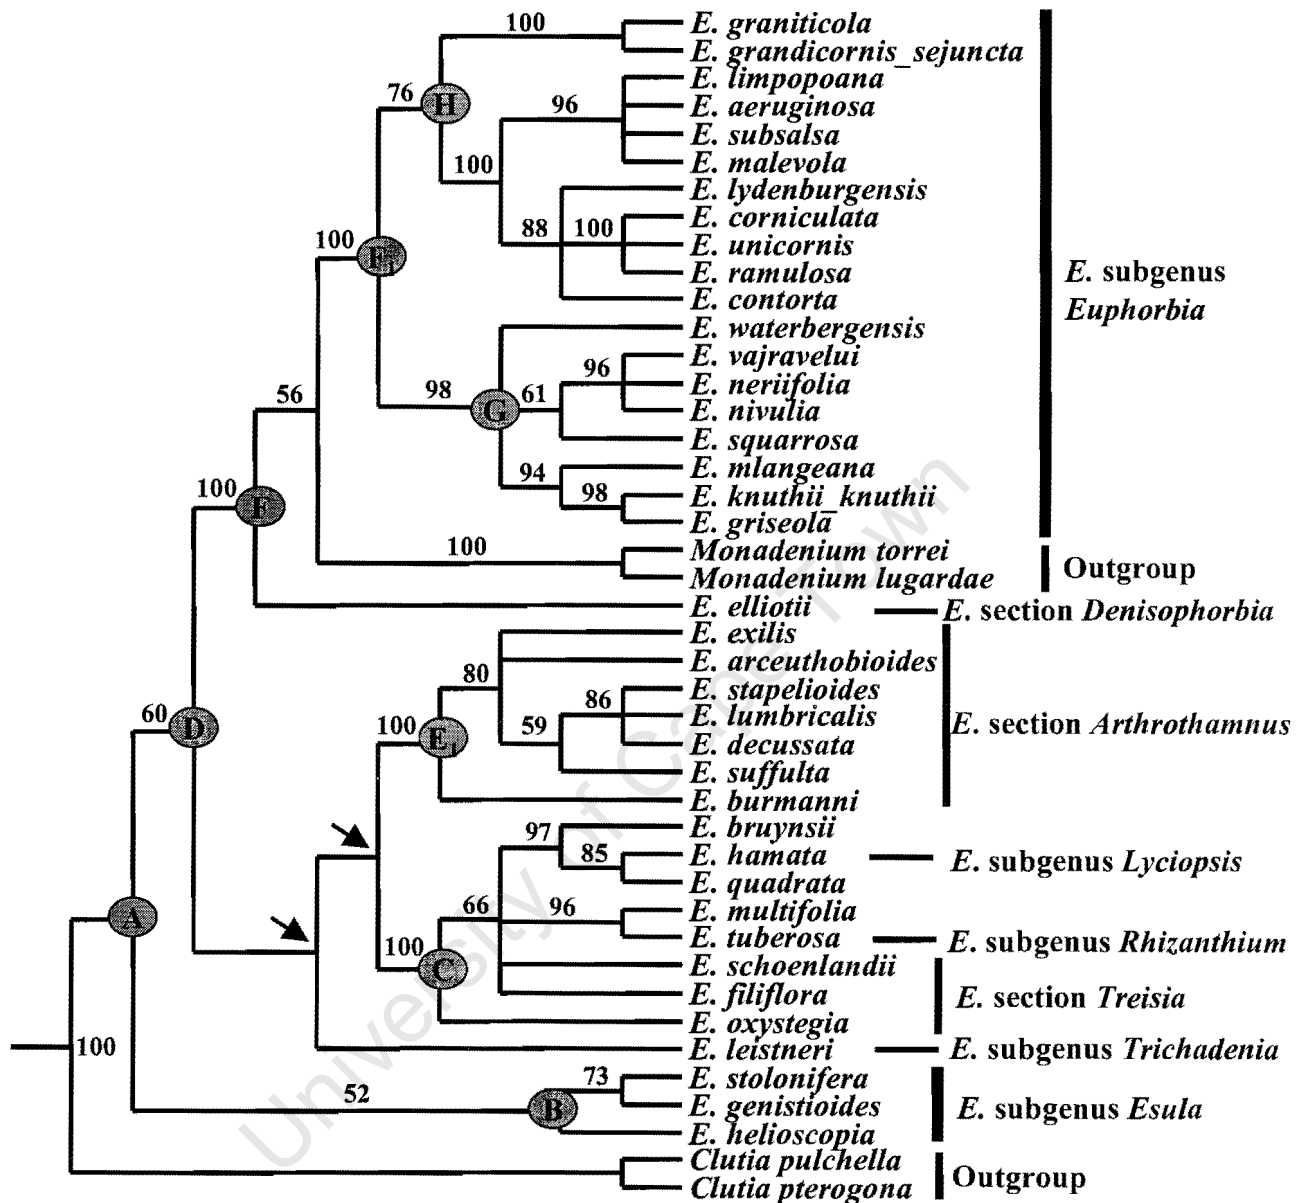 100
E. graniticola
E. grandicornis_sejuncta
E. limpopoana
76
H
96
E. aeruginosa
E. subsalsa
100
E. malevola
E. lydenburgensis
E. corniculata
88
100
E. unicornis
100
F1
E. ramulosa
E. subgenus
E. contorta
Euphorbia
E. waterbergensis
E. vajravelui
96
E. neriifolia
56
98
G
61
E. nivulia
E. squarrosa
E. mlangeana
94
100
F
98
E. knuthii_knuthii
E. griseola
100
Monadenium torrei
Outgroup
Monadenium lugardae
E. elliotii
E. section Denisophorbia
E. exilis
E. arceuthobioides
80
E. stapelioides
86
60
D
100
E1
59
E. lumbricalis
E. section Arthrothamnus
E. decussata
E. suffulta
E. burmanni
E. bruynsii
97
E. hamata
E. subgenus Lyciopsis
85
E. quadrata
A
66
96
E. multifolia
E. tuberosa
E. subgenus Rhizanthium
100
C
E. schoenlandii
E. filiflora
E. section Treisia
E. oxystegia
100
E. leistneri
E. subgenus Trichadenia
52
73
E. stolonifera
B
E. genistioides
E. subgenus Esula
E. helioscopia
Clutia pulchella
Outgroup
Clutia pterogona
University of Cape Town